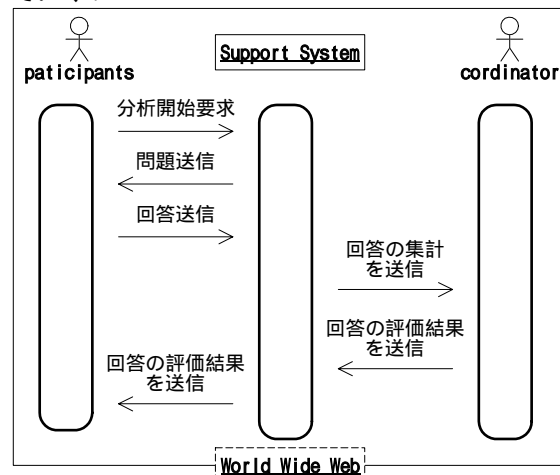 Support System
paticipants
cordinator
分析開始要求
問題送信
回答送信
回答の集計
を送信
回答の評価結果
を送信
回答の評価結果
を送信
World Wide Web